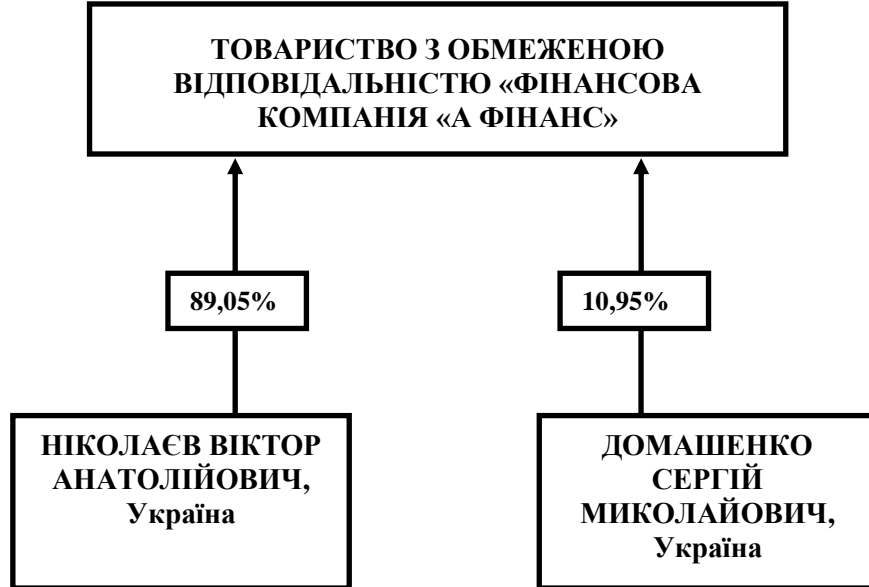 ТОВАРИСТВО З ОБМЕЖЕНОЮ
ВІДПОВІДАЛЬНІСТЮ «ФІНАНСОВА
КОМПАНІЯ «А ФІНАНС»
89,05%
10,95%
НІКОЛАЄВ ВІКТОР
АНАТОЛІЙОВИЧ,
Україна
ДОМАШЕНКО
СЕРГІЙ
МИКОЛАЙОВИЧ,
Україна